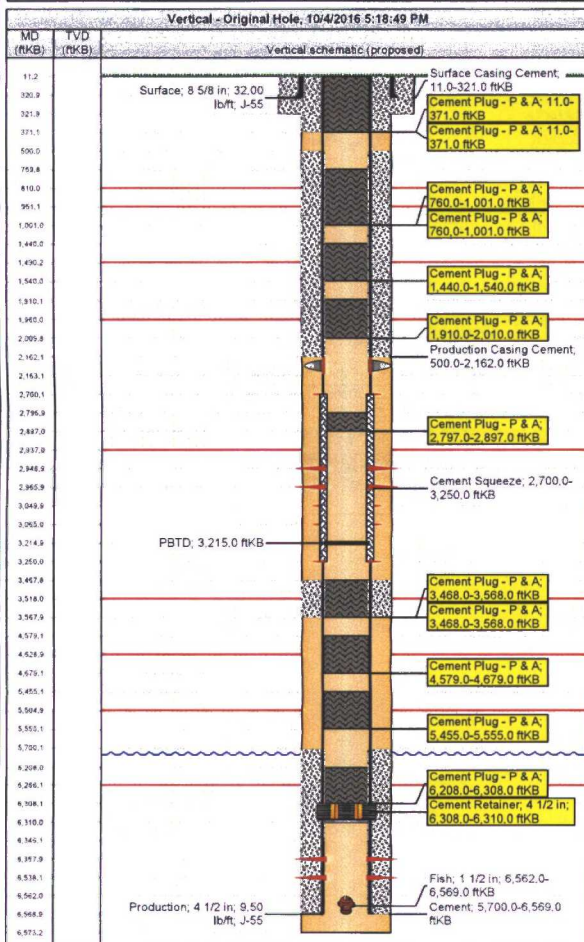 Vertical - Original Hole, 10/4/2016 5:18:49 PM
MD
(ftKB)
TVD
(ftKB)
Vertical schematic (proposed)
11.2
320.9
321.9
371.1
500.0
759.8
810.0
951.1
1,001.0
1,440.0
1,490.2
1,540.0
1,910.1
1,960.0
2,009.8
2,162.1
2,163.1
2,700.1
2,796.9
2,897.0
2,937.0
2,948.9
2,965.9
3,049.9
3,065.0
3,214.9
3,250.0
3,467.8
3,518.0
3,567.9
4,579.1
4,628.9
4,679.1
5,455.1
5,504.9
5,555.1
5,700.1
6,208.0
6,266.1
6,308.1
6,310.0
6,346.1
6,357.9
6,538.1
6,562.0
6,568.9
6,573.2
Surface; 8 5/8 in; 32.00
lb/ft; J-55
Surface Casing Cement;
11.0-321.0 ftKB
Cement Plug - P & A; 11.0-
371.0 ftKB
Cement Plug - P & A; 11.0-
371.0 ftKB
Cement Plug - P & A;
760.0-1,001.0 ftKB
Cement Plug - P & A;
760.0-1,001.0 ftKB
Cement Plug - P & A;
1,440.0-1,540.0 ftKB
Cement Plug - P & A;
1,910.0-2,010.0 ftKB
Production Casing Cement;
500.0-2,162.0 ftKB
Cement Plug - P & A;
2,797.0-2,897.0 ftKB
Cement Squeeze; 2,700.0-
3,250.0 ftKB
PBTD; 3,215.0 ftKB
Cement Plug - P & A;
3,468.0-3,568.0 ftKB
Cement Plug - P & A;
3,468.0-3,568.0 ftKB
Cement Plug - P & A;
4,579.0-4,679.0 ftKB
Cement Plug - P & A;
5,455.0-5,555.0 ftKB
Cement Plug - P & A;
6,208.0-6,308.0 ftKB
Cement Retainer; 4 1/2 in;
6,308.0-6,310.0 ftKB
Fish; 1 1/2 in; 6,562.0-
6,569.0 ftKB
Production; 4 1/2 in; 9.50
lb/ft; J-55
Cement; 5,700.0-6,569.0
ftKB